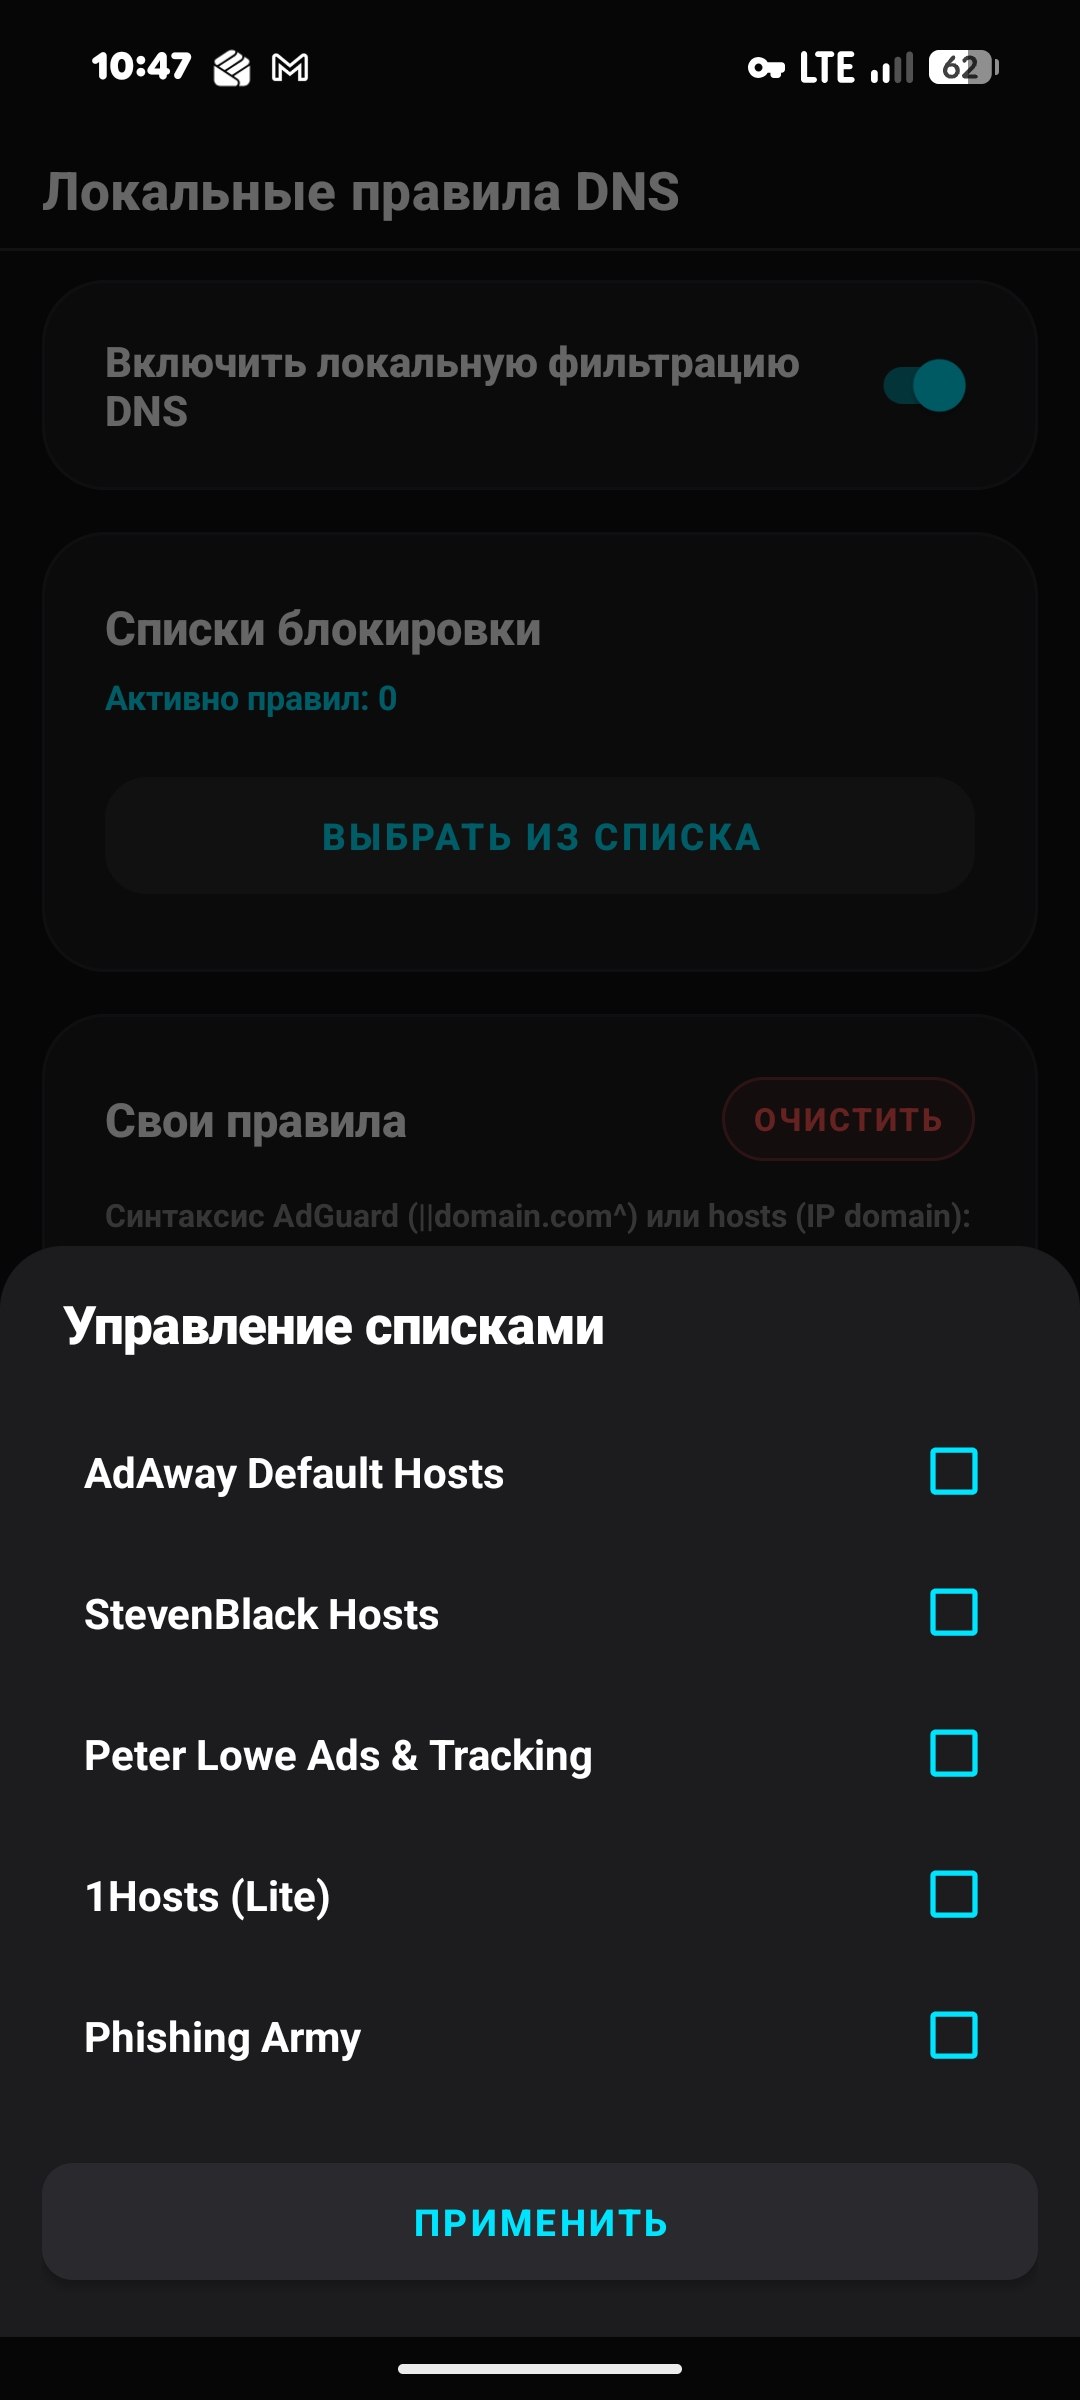 10:47
LTE
62
Локальные правила DNS
Включить локальную фильтрацию
DNS
Списки блокировки
Активно правил: 0
ВЫБРАТЬ ИЗ СПИСКА
Свои правила
ОЧИСТИТЬ
Синтаксис AdGuard (||domain.com^) или hosts (IP domain):
Управление списками
AdAway Default Hosts
StevenBlack Hosts
Peter Lowe Ads & Tracking
1Hosts (Lite)
Phishing Army
ПРИМЕНИТЬ